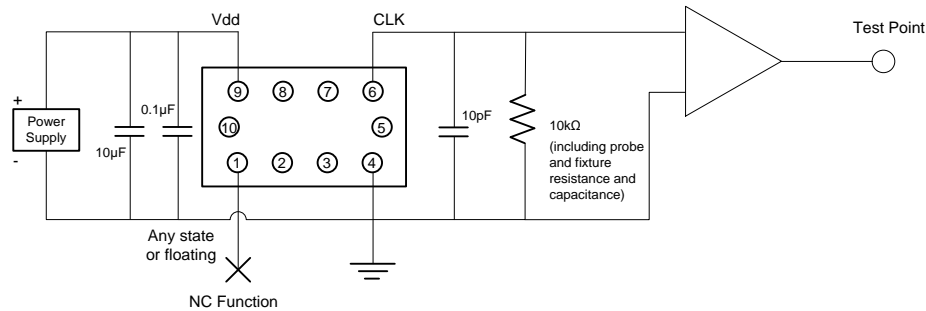 Vdd
CLK
Test Point
+
Power
Supply
-
10µF
0.1µF
9
8
7
6
10
5
1
2
3
4
10pF
10kΩ
(including probe
and fixture
resistance and
capacitance)
Any state
or floating
NC Function